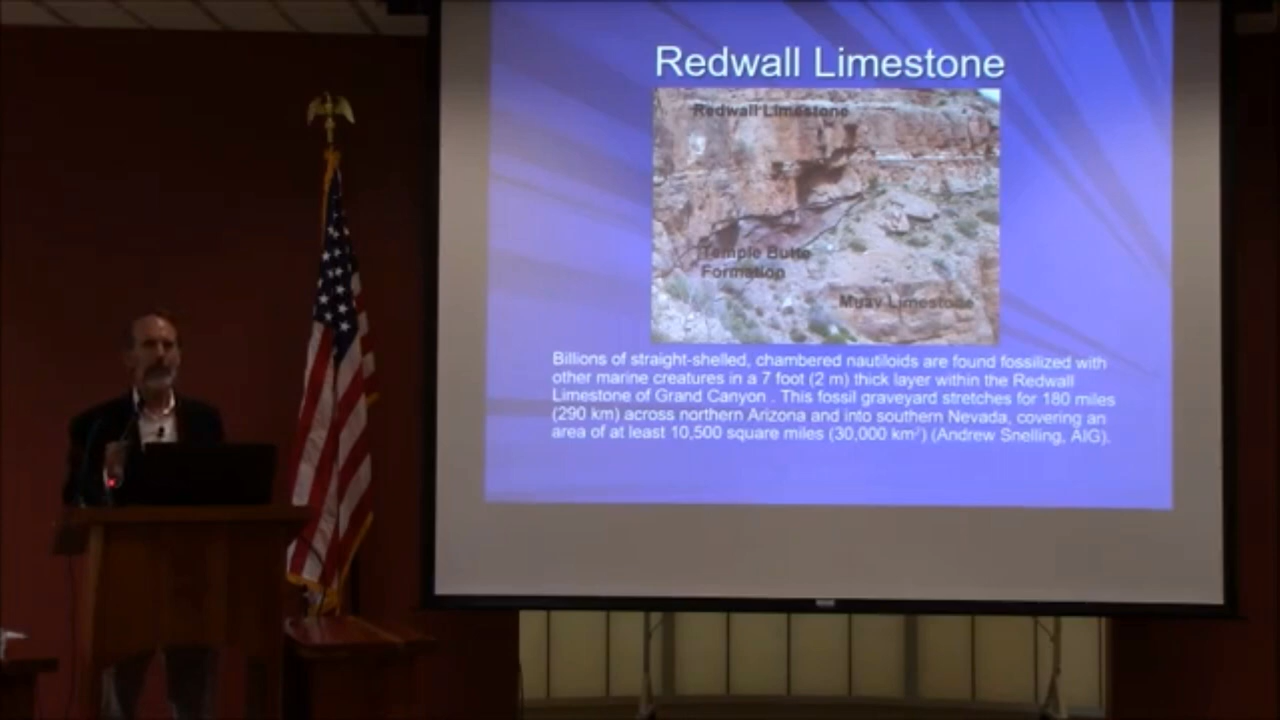 Redwall Limestone
Redwall Limestone
Temple Butte
Formation
Muav Limestone
Billions of straight-shelled, chambered nautiloids are found fossilized with
other marine creatures in a 7 foot (2 m) thick layer within the Redwall
Limestone of Grand Canyon . This fossil graveyard stretches for 180 miles
(290 km) across northern Arizona and into southern Nevada, covering an
area of at least 10,500 square miles (30,000 km²) (Andrew Snelling, AIG).